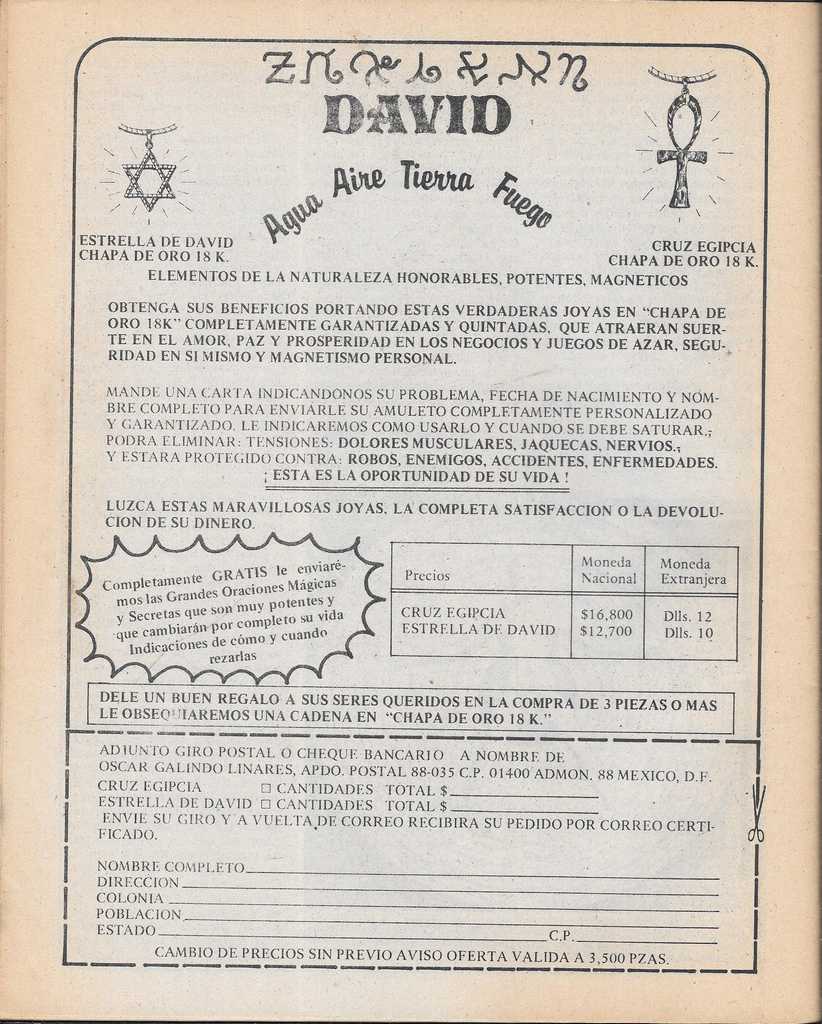 DAVID
Agua Aire Tierra Fuego
ESTRELLA DE DAVID
CHAPA DE ORO 18 K.
CRUZ EGIPCIA
CHAPA DE ORO 18 K.
ELEMENTOS DE LA NATURALEZA HONORABLES, POTENTES, MAGNETICOS
OBTENGA SUS BENEFICIOS PORTANDO ESTAS VERDADERAS JOYAS EN “CHAPA DE
ORO 18K” COMPLETAMENTE GARANTIZADAS Y QUINTADAS, QUE ATRAERAN SUER-
TE EN EL AMOR, PAZ Y PROSPERIDAD EN LOS NEGOCIOS Y JUEGOS DE AZAR, SEGU-
RIDAD EN SI MISMO Y MAGNETISMO PERSONAL.
MANDE UNA CARTA INDICANDONOS SU PROBLEMA, FECHA DE NACIMIENTO Y NOM-
BRE COMPLETO PARA ENVIARLE SU AMULETO COMPLETAMENTE PERSONALIZADO
Y GARANTIZADO. LE INDICAREMOS COMO USARLO Y CUANDO SE DEBE SATURAR.;
PODRA ELIMINAR: TENSIONES: DOLORES MUSCULARES, JAQUECAS, NERVIOS.;
Y ESTARA PROTEGIDO CONTRA: ROBOS, ENEMIGOS, ACCIDENTES, ENFERMEDADES.
¡ ESTA ES LA OPORTUNIDAD DE SU VIDA !
LUZCA ESTAS MARAVILLOSAS JOYAS. LA COMPLETA SATISFACCION O LA DEVOLU-
CION DE SU DINERO.
Completamente GRATIS le enviaré-
mos las Grandes Oraciones Mágicas
y Secretas que son muy potentes y
que cambiarán por completo su vida
Indicaciones de cómo y cuando
rezarlas
Precios Moneda Nacional Moneda Extranjera
CRUZ EGIPCIA $16,800 Dlls. 12
ESTRELLA DE DAVID $12,700 Dlls. 10
DELE UN BUEN REGALO A SUS SERES QUERIDOS EN LA COMPRA DE 3 PIEZAS O MAS
LE OBSEQUIAREMOS UNA CADENA EN “CHAPA DE ORO 18 K.”
ADJUNTO GIRO POSTAL O CHEQUE BANCARIO A NOMBRE DE
OSCAR GALINDO LINARES, APDO. POSTAL 88-035 C.P. 01400 ADMON. 88 MEXICO, D.F.
CRUZ EGIPCIA □ CANTIDADES TOTAL $
ESTRELLA DE DAVID □ CANTIDADES TOTAL $
ENVIE SU GIRO Y A VUELTA DE CORREO RECIBIRA SU PEDIDO POR CORREO CERTI-
FICADO.
NOMBRE COMPLETO
DIRECCION
COLONIA
POBLACION
ESTADO C.P.
CAMBIO DE PRECIOS SIN PREVIO AVISO OFERTA VALIDA A 3,500 PZAS.